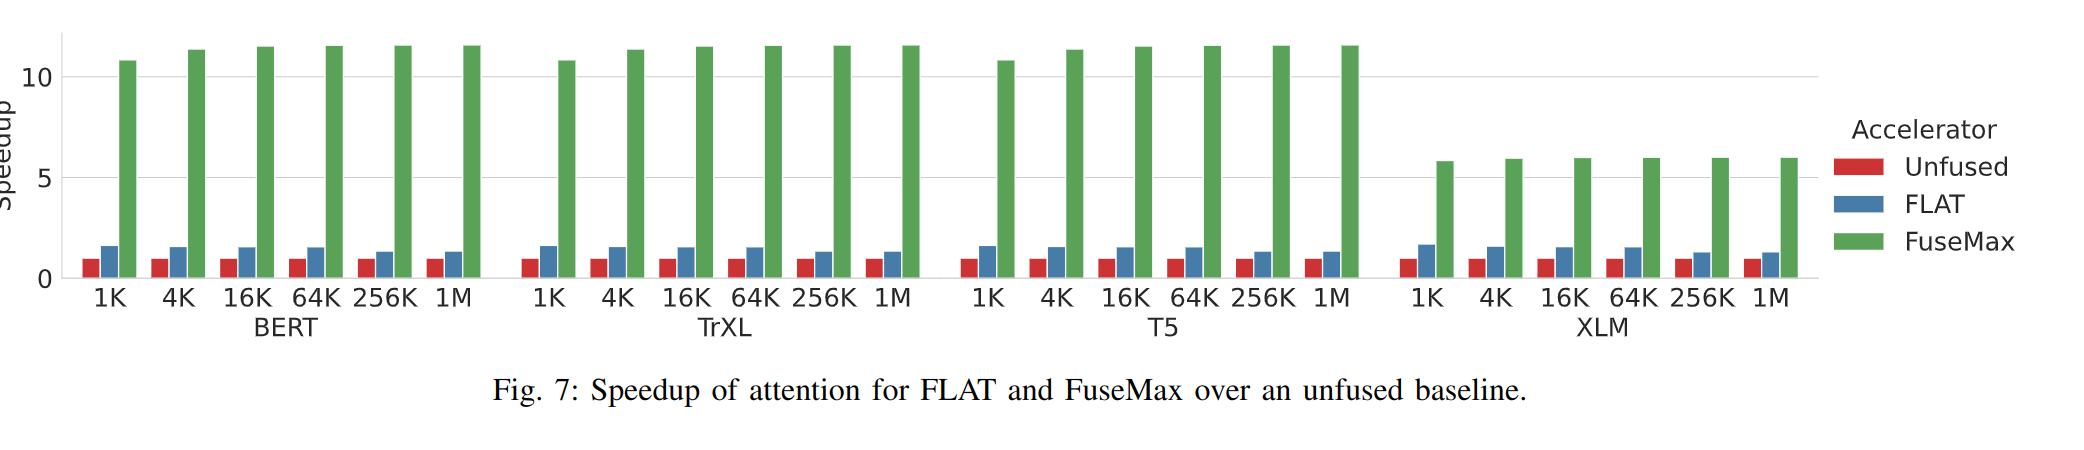 Speedup
10
5
0
1K 4K 16K 64K 256K 1M 1K 4K 16K 64K 256K 1M 1K 4K 16K 64K 256K 1M 1K 4K 16K 64K 256K 1M
BERT TrXL T5 XLM
Accelerator
Unfused
FLAT
FuseMax
Fig. 7: Speedup of attention for FLAT and FuseMax over an unfused baseline.